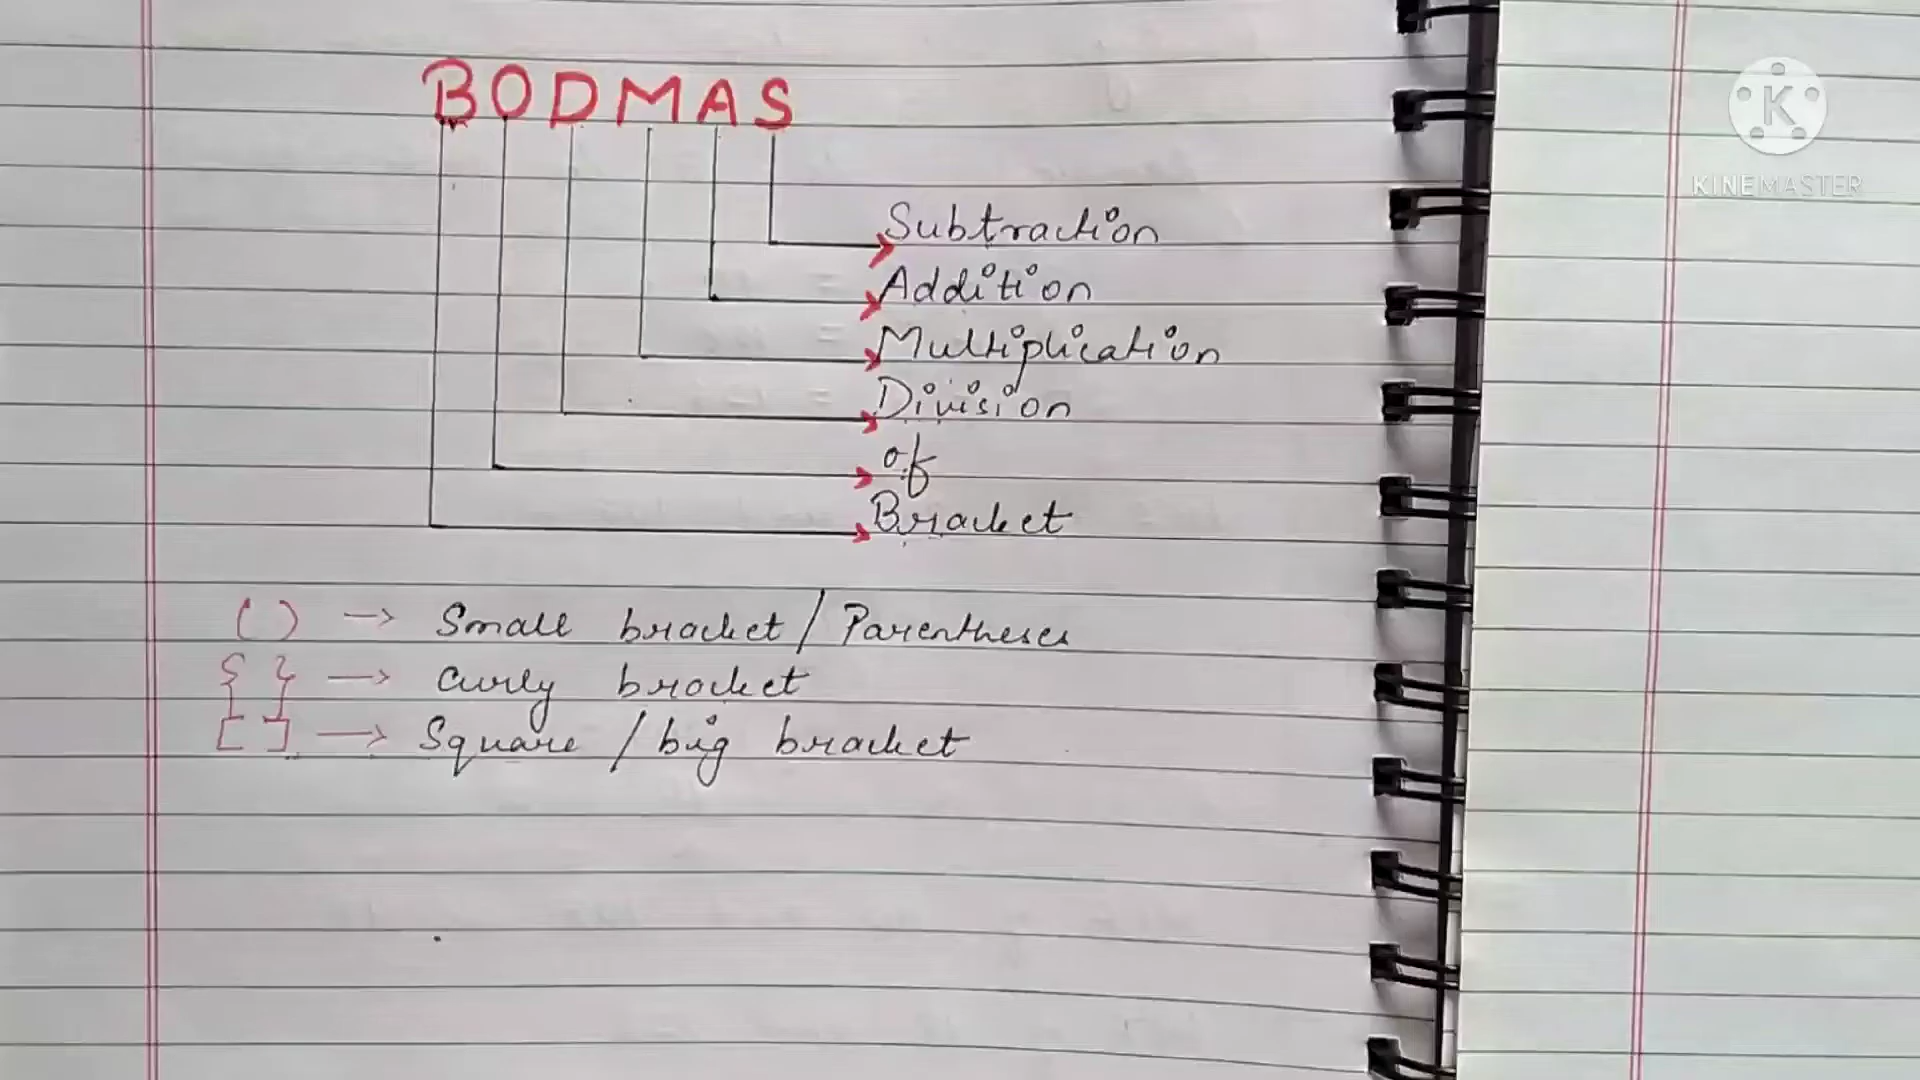 BODMAS
Subtraction
Addition
Multiplication
Division
of
Bracket
( ) → Small bracket / Parentheses
{ } → Curly bracket
[ ] → Square / big bracket
K
KINEMASTER